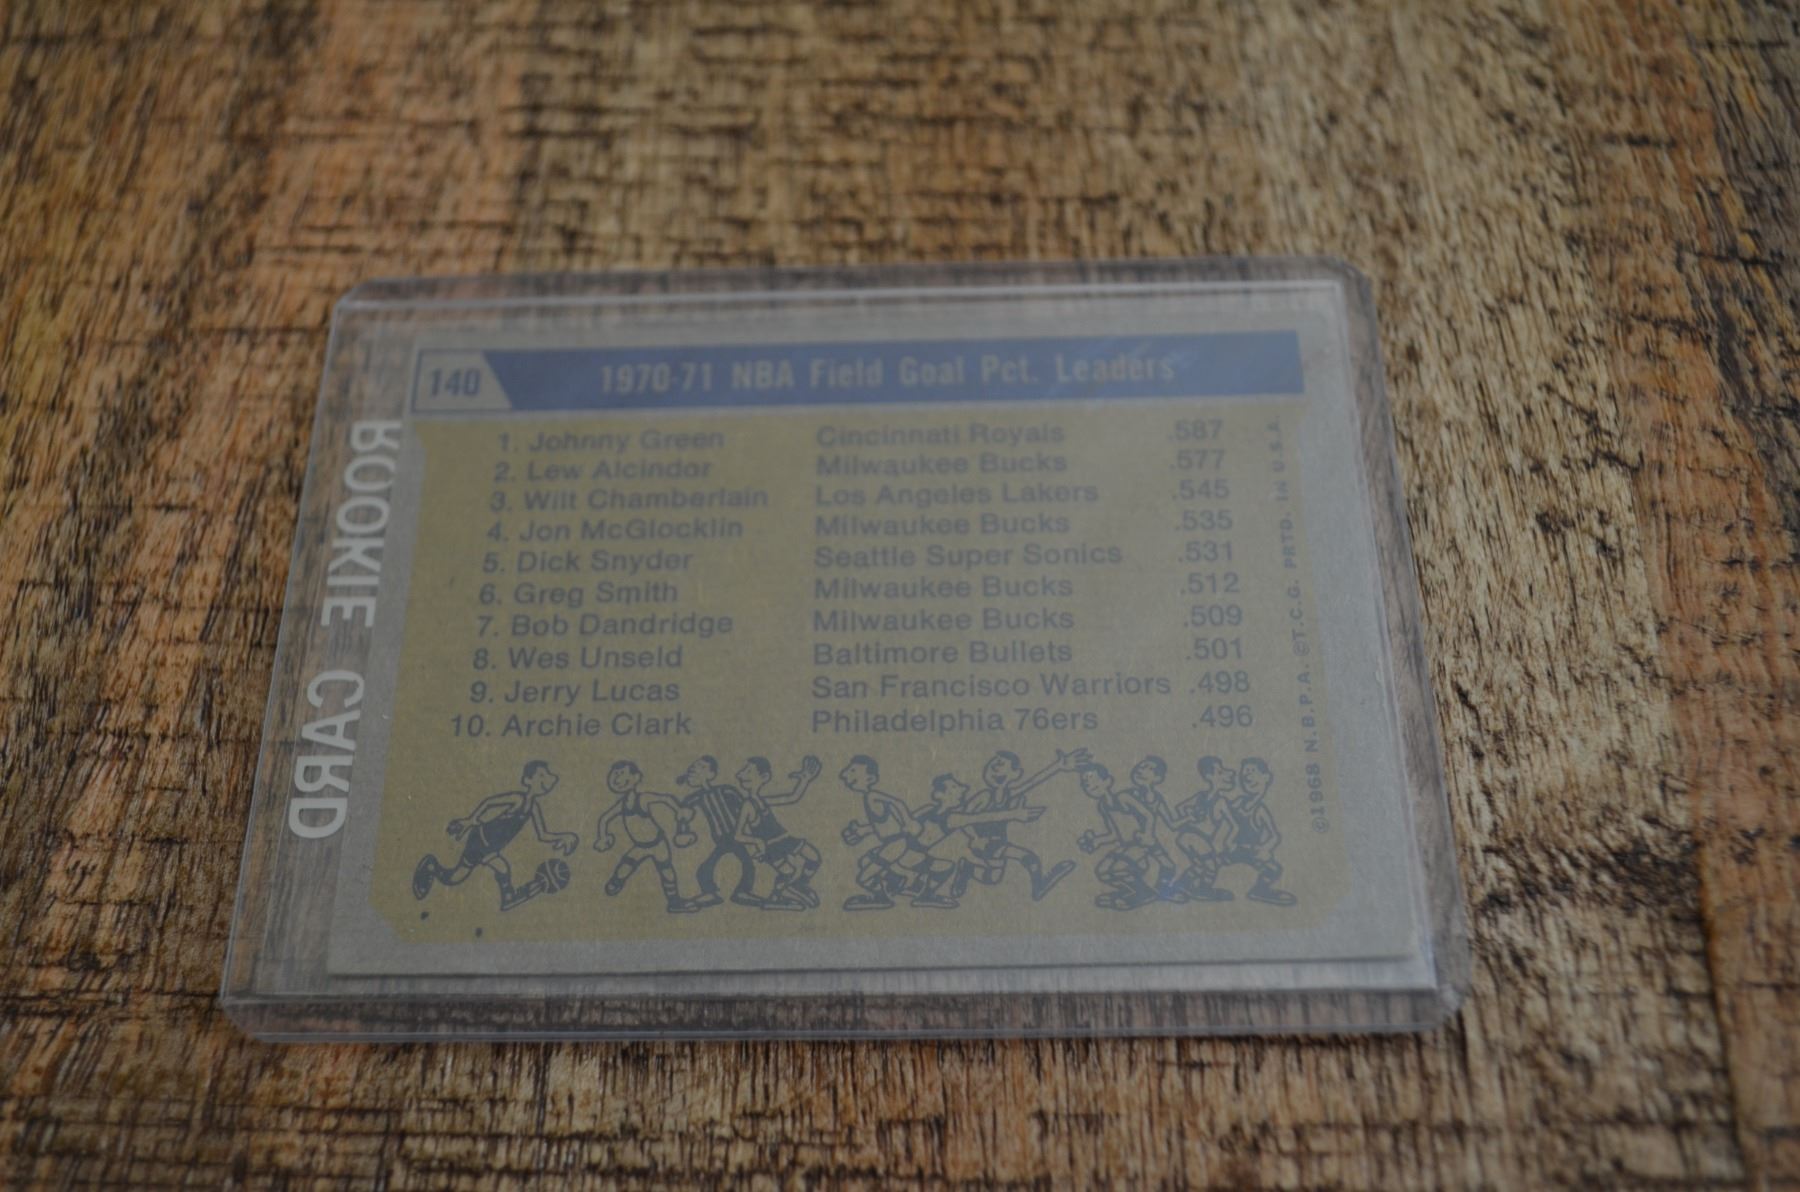 140 1970-71 NBA Field Goal Pct. Leaders
1. Johnny Green Cincinnati Royals .587
2. Lew Alcindor Milwaukee Bucks .577
3. Wilt Chamberlain Los Angeles Lakers .545
4. Jon McGlocklin Milwaukee Bucks .535
5. Dick Snyder Seattle Super Sonics .531
6. Greg Smith Milwaukee Bucks .512
7. Bob Dandridge Milwaukee Bucks .509
8. Wes Unseld Baltimore Bullets .501
9. Jerry Lucas San Francisco Warriors .498
10. Archie Clark Philadelphia 76ers .496
©1968 N.B.P.A. ©T.C.G. PRTD. IN U.S.A.
ROOKIE CARD